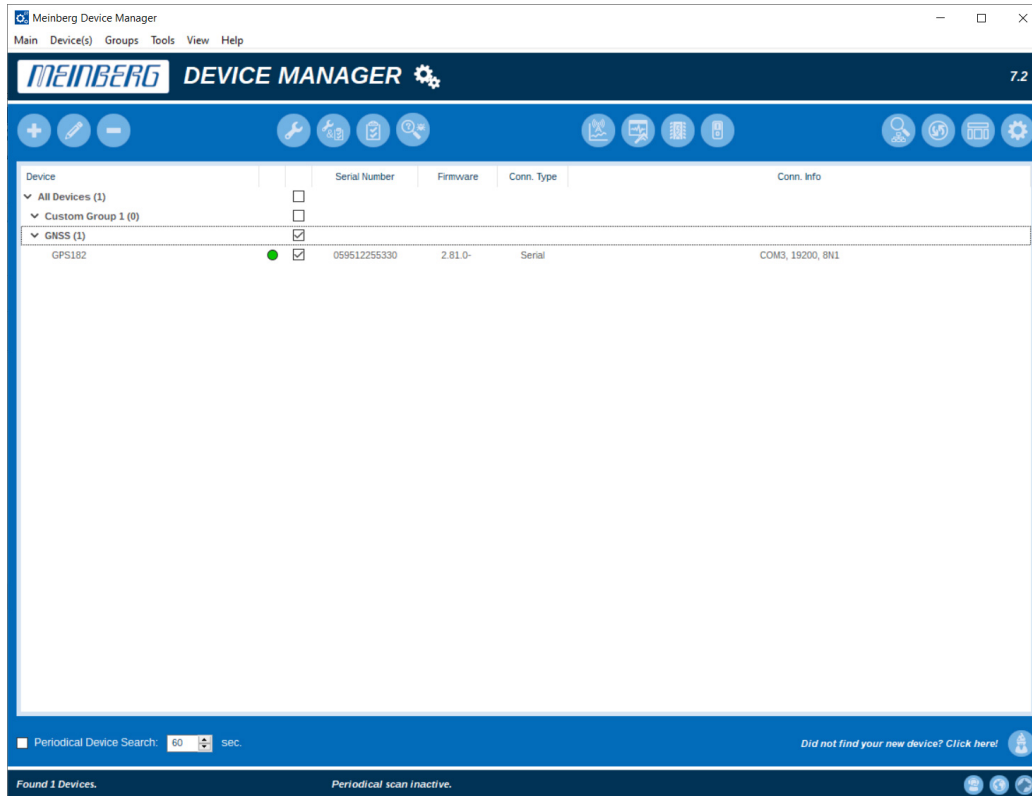 Meinberg Device Manager
Main Device(s) Groups Tools View Help
MEINBERG DEVICE MANAGER 7.2
Device Serial Number Firmware Conn. Type Conn. Info
All Devices (1)
Custom Group 1 (0)
GNSS (1)
GPS182 059512255330 2.81.0- Serial COM3, 19200, 8N1
Periodical Device Search: 60 sec. Did not find your new device? Click here!
Found 1 Devices. Periodical scan inactive.